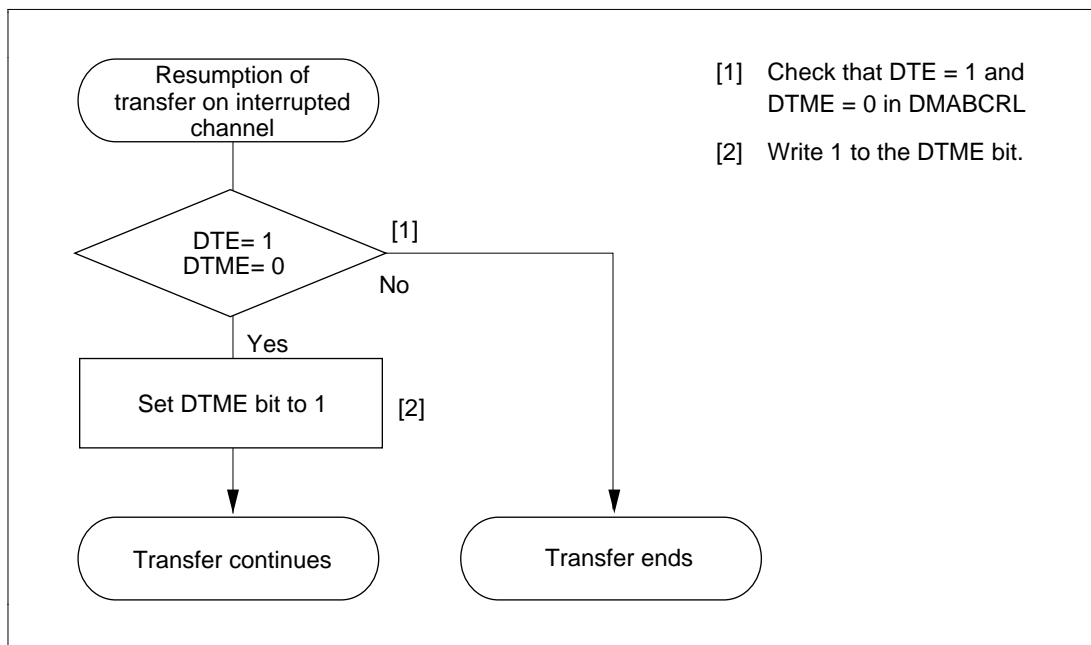 Resumption of
transfer on interrupted
channel
[1] Check that DTE = 1 and
DTME = 0 in DMABCRL
[2] Write 1 to the DTME bit.
DTE= 1
DTME= 0
[1]
No
Yes
Set DTME bit to 1
[2]
Transfer continues
Transfer ends